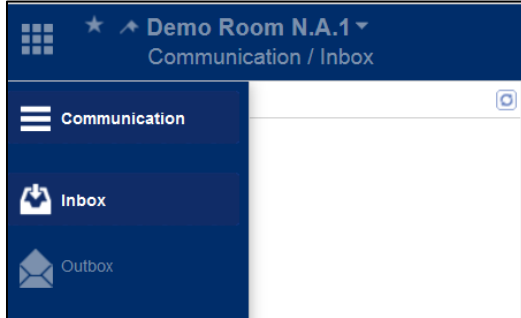 Demo Room N.A.1
Communication / Inbox
Communication
Inbox
Outbox